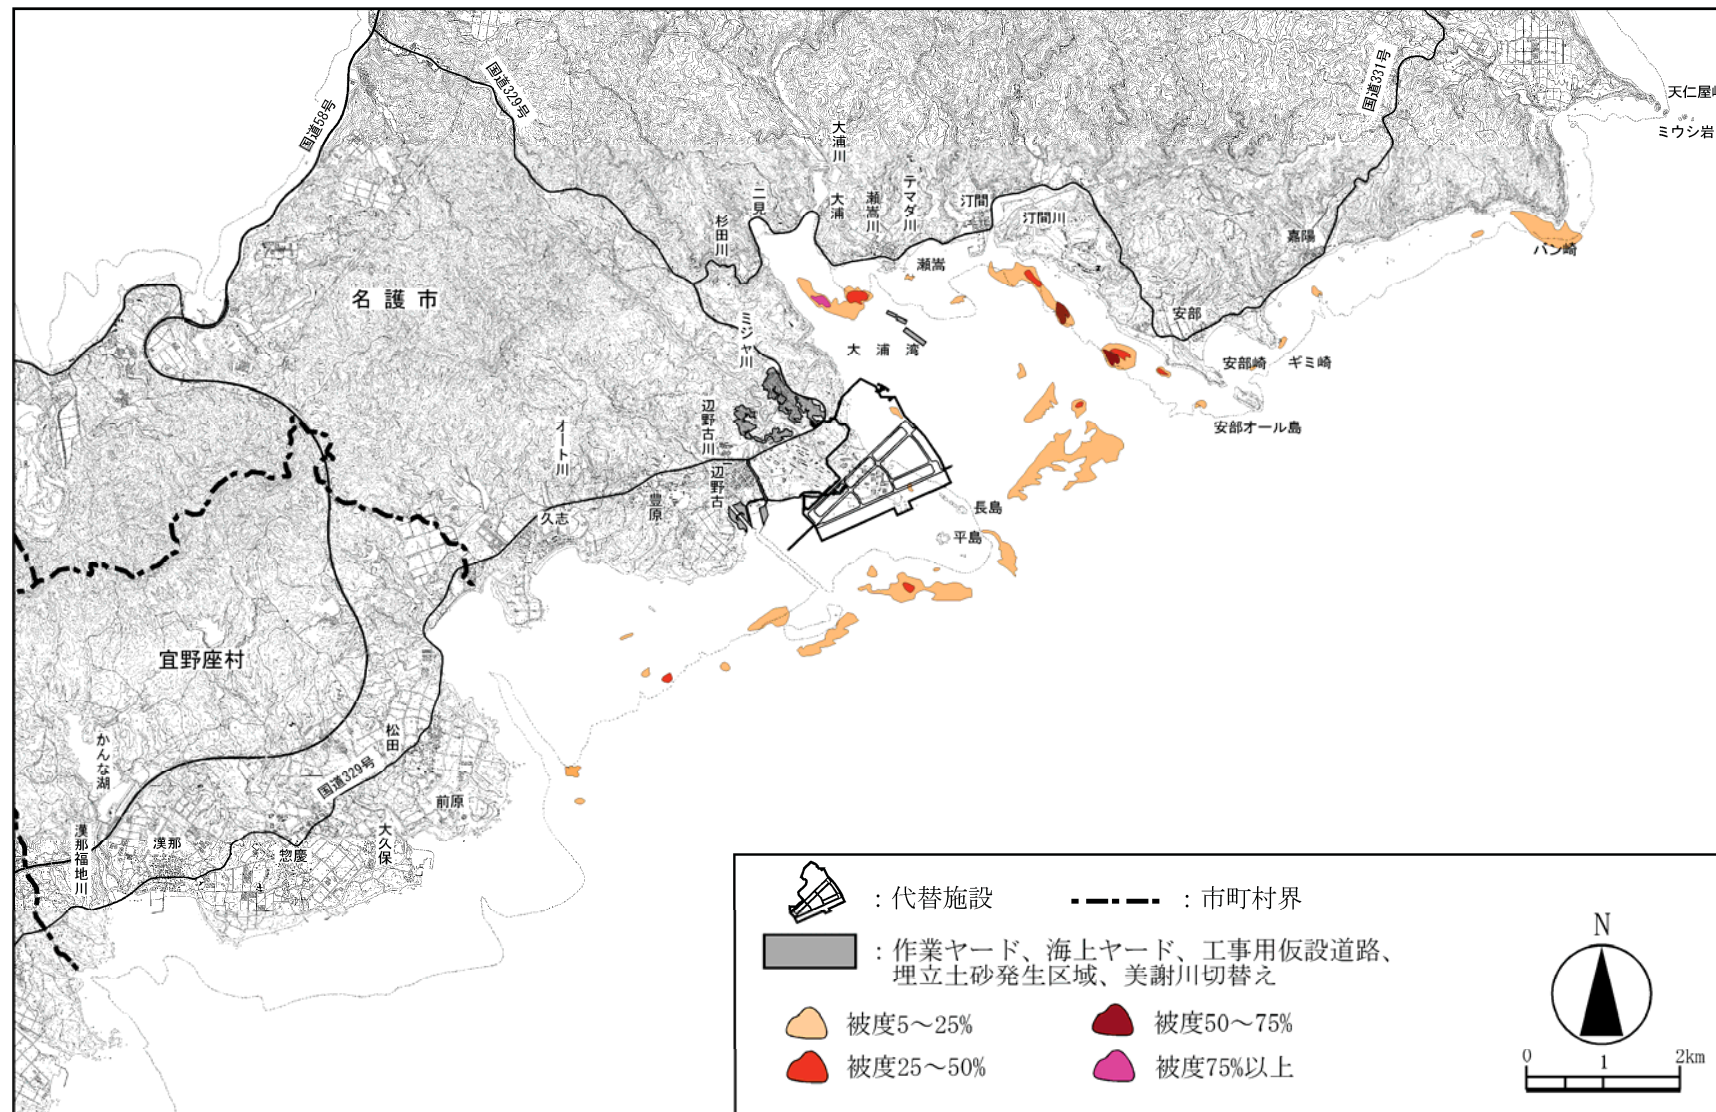 国道58号
国道329号
国道331号
天仁屋崎
ミウシ岩
大浦川
大浦
瀬嵩川
テマダ川
汀間
汀間川
二見
杉田川
瀬嵩
嘉陽
バン崎
名護市
ミジャ川
大浦湾
安部
安部崎
ギミ崎
安部オール島
辺野古川
辺野古
オート川
豊原
久志
長島
平島
宜野座村
かんな湖
松田
国道329号
前原
大久保
漢那福地川
漢那
惣慶
：代替施設
：市町村界
：作業ヤード、海上ヤード、工事用仮設道路、
埋立土砂発生区域、美謝川切替え
被度5～25%
被度50～75%
被度25～50%
被度75%以上
N
0 1 2km